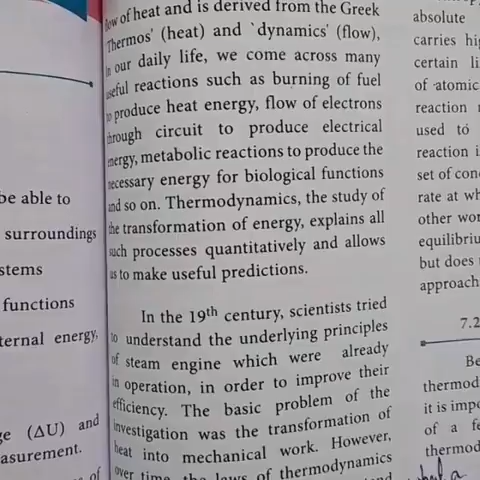 be able to
surroundings
stems
functions
ternal energy,
ge (ΔU) and
asurement.
of
flow of heat and is derived from the Greek
Thermos' (heat) and `dynamics' (flow),
In our daily life, we come across many
useful reactions such as burning of fuel
to produce heat energy, flow of electrons
through circuit to produce electrical
energy, metabolic reactions to produce the
necessary energy for biological functions
and so on. Thermodynamics, the study of
the transformation of energy, explains all
such processes quantitatively and allows
us to make useful predictions.
In the 19th century, scientists tried
to understand the underlying principles
of steam engine which were already
in operation, in order to improve their
efficiency. The basic problem of the
investigation was the transformation of
heat into mechanical work. However,
over time, the laws of thermodynamics
absolute
carries hig
certain li
of atomic
reaction
used to
reaction i
set of con
rate at wh
other wor
equilibriu
but does
approach
7.2
Be
thermod
it is impo
of a fe
thermod